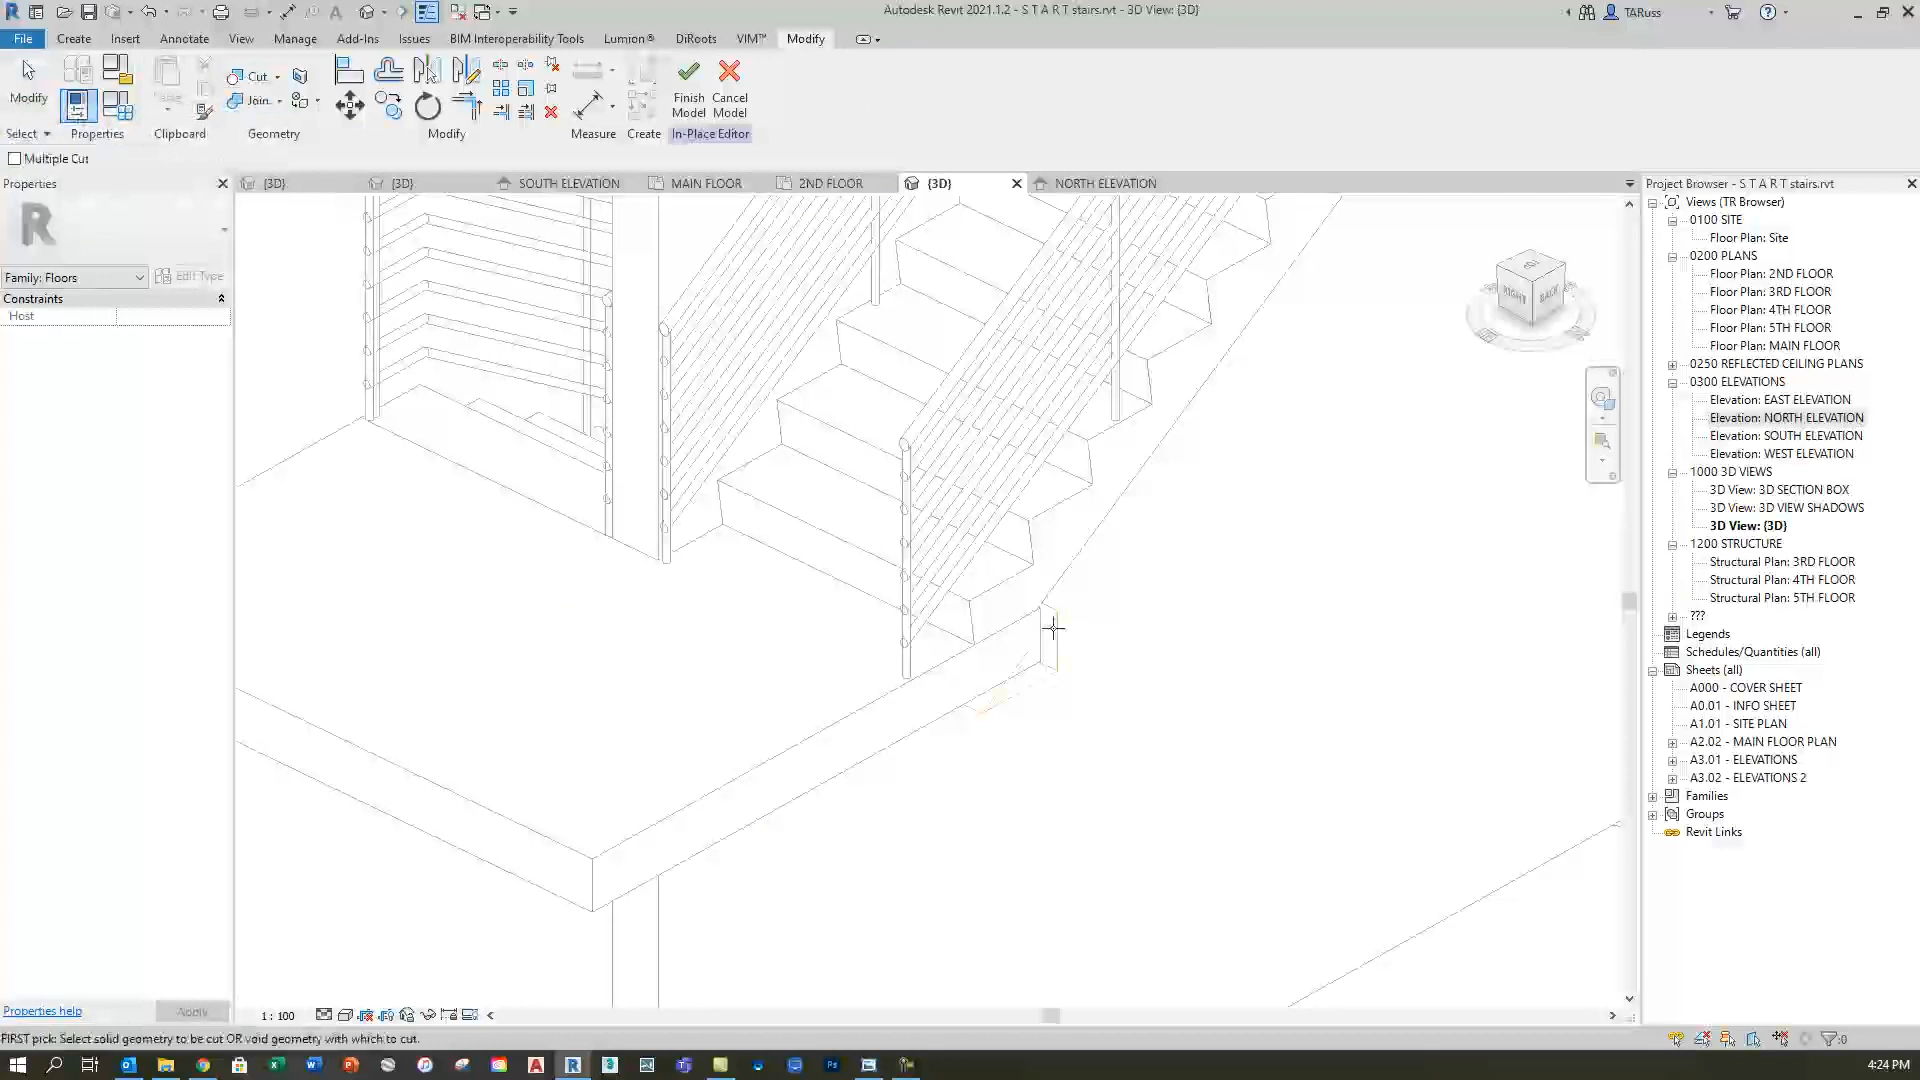 Autodesk Revit 2021.1.2 - S T A R T stairs.rvt - 3D View: {3D}
TARuss
File Create Insert Annotate View Manage Add-Ins Issues BIM Interoperability Tools Lumion® DiRoots VIM™ Modify
Modify
Cut
Join
Finish Model
Cancel Model
Select Properties Clipboard Geometry Modify Measure Create In-Place Editor
Multiple Cut
Properties
{3D} {3D} SOUTH ELEVATION MAIN FLOOR 2ND FLOOR {3D} NORTH ELEVATION
Project Browser - S T A R T stairs.rvt
Family: Floors
Edit Type
Constraints
Host
RIGHT BACK
Views (TR Browser)
0100 SITE
Floor Plan: Site
0200 PLANS
Floor Plan: 2ND FLOOR
Floor Plan: 3RD FLOOR
Floor Plan: 4TH FLOOR
Floor Plan: 5TH FLOOR
Floor Plan: MAIN FLOOR
0250 REFLECTED CEILING PLANS
0300 ELEVATIONS
Elevation: EAST ELEVATION
Elevation: NORTH ELEVATION
Elevation: SOUTH ELEVATION
Elevation: WEST ELEVATION
1000 3D VIEWS
3D View: 3D SECTION BOX
3D View: 3D VIEW SHADOWS
3D View: {3D}
1200 STRUCTURE
Structural Plan: 3RD FLOOR
Structural Plan: 4TH FLOOR
Structural Plan: 5TH FLOOR
???
Legends
Schedules/Quantities (all)
Sheets (all)
A000 - COVER SHEET
A0.01 - INFO SHEET
A1.01 - SITE PLAN
A2.02 - MAIN FLOOR PLAN
A3.01 - ELEVATIONS
A3.02 - ELEVATIONS 2
Families
Groups
Revit Links
Properties help
Apply
1 : 100
FIRST pick: Select solid geometry to be cut OR void geometry with which to cut.
:0
4:24 PM